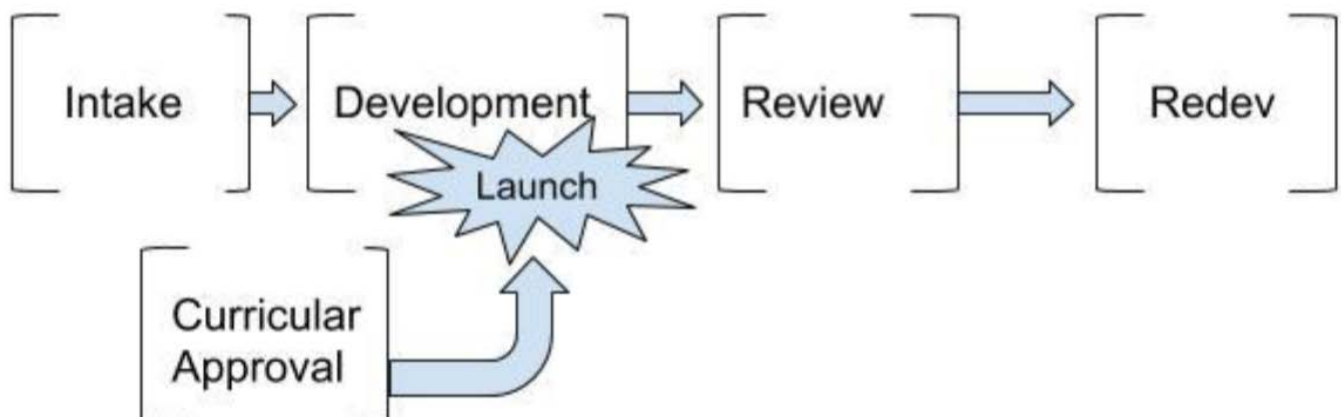 Intake
Development
Review
Redev
Launch
Curricular
Approval